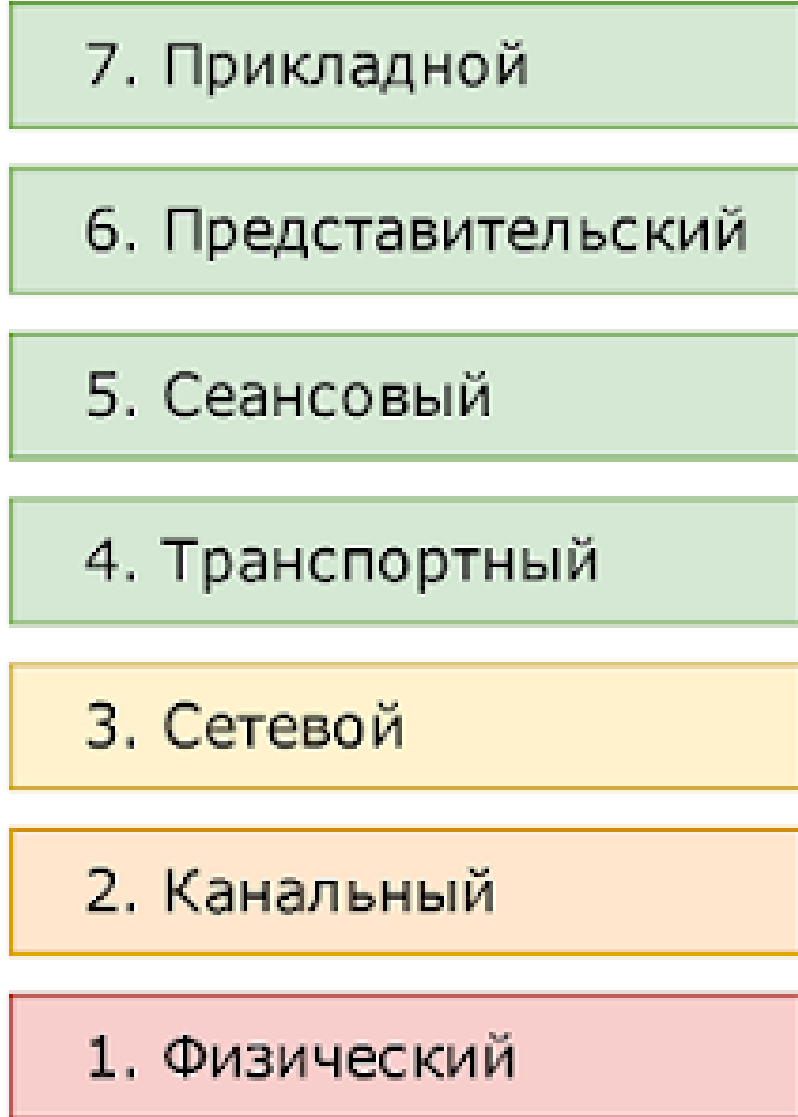 7. Прикладной
6. Представительский
5. Сеансовый
4. Транспортный
3. Сетевой
2. Канальный
1. Физический